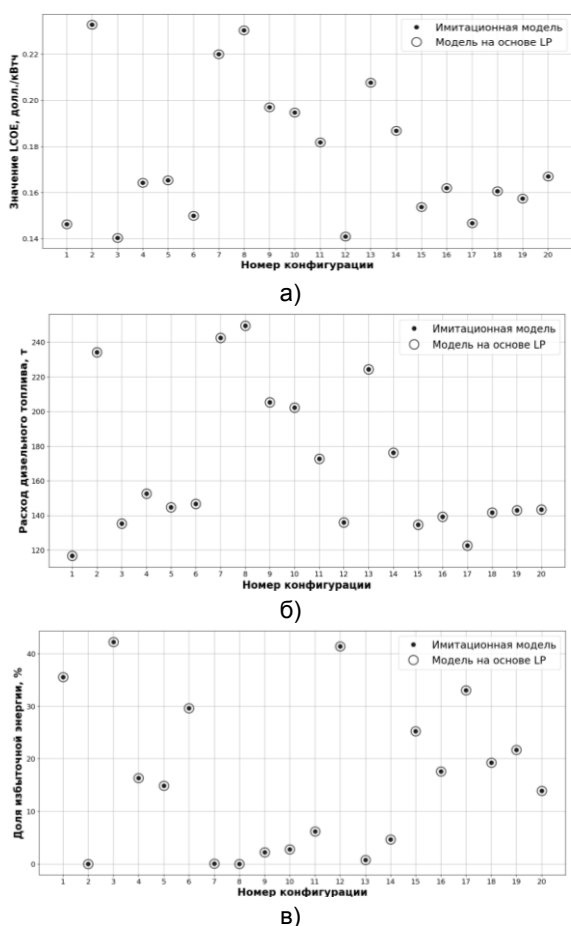 Имитационная модель
Модель на основе LP
Значение LCOE, долл./кВтч
0.22
0.20
0.18
0.16
0.14
1 2 3 4 5 6 7 8 9 10 11 12 13 14 15 16 17 18 19 20
Номер конфигурации
а)
Имитационная модель
Модель на основе LP
Расход дизельного топлива, т
240
220
200
180
160
140
120
1 2 3 4 5 6 7 8 9 10 11 12 13 14 15 16 17 18 19 20
Номер конфигурации
б)
Имитационная модель
Модель на основе LP
Доля избыточной энергии, %
40
30
20
10
0
1 2 3 4 5 6 7 8 9 10 11 12 13 14 15 16 17 18 19 20
Номер конфигурации
в)